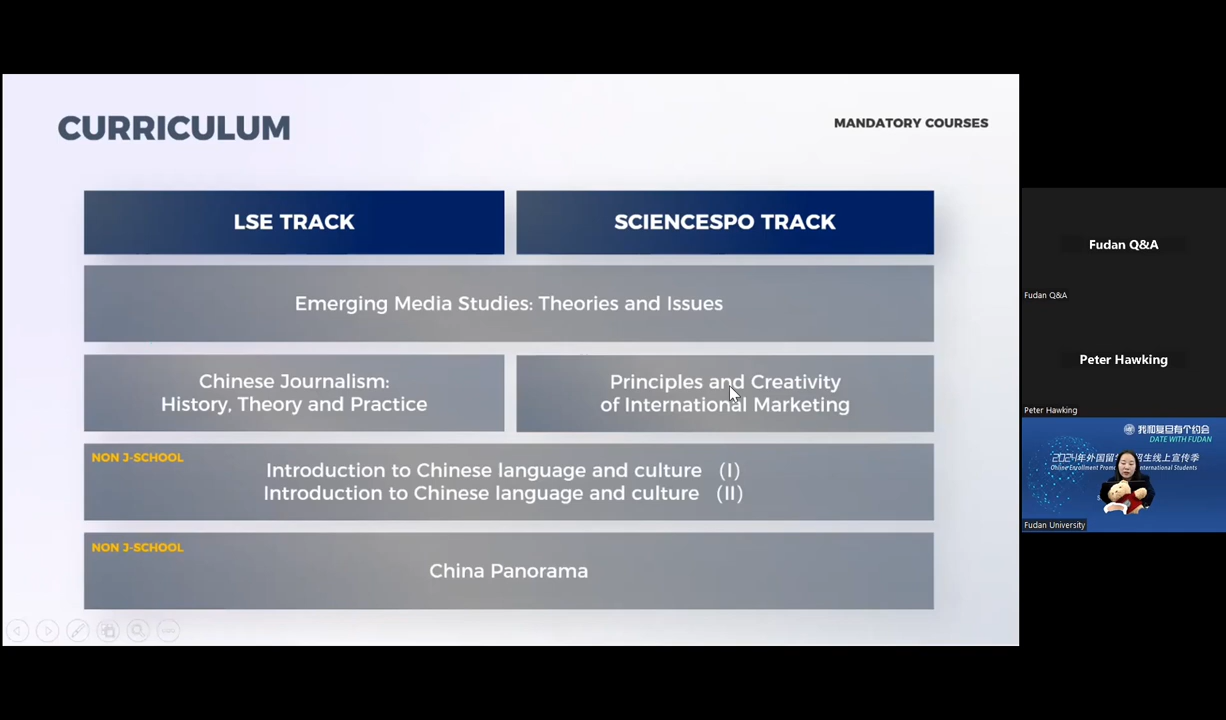 CURRICULUM
MANDATORY COURSES
LSE TRACK
SCIENCESPO TRACK
Emerging Media Studies: Theories and Issues
Chinese Journalism:
History, Theory and Practice
Principles and Creativity
of International Marketing
NON J-SCHOOL
Introduction to Chinese language and culture (I)
Introduction to Chinese language and culture (II)
NON J-SCHOOL
China Panorama
Fudan Q&A
Fudan Q&A
Peter Hawking
Peter Hawking
我和复旦有个约会
DATE WITH FUDAN
Fudan University